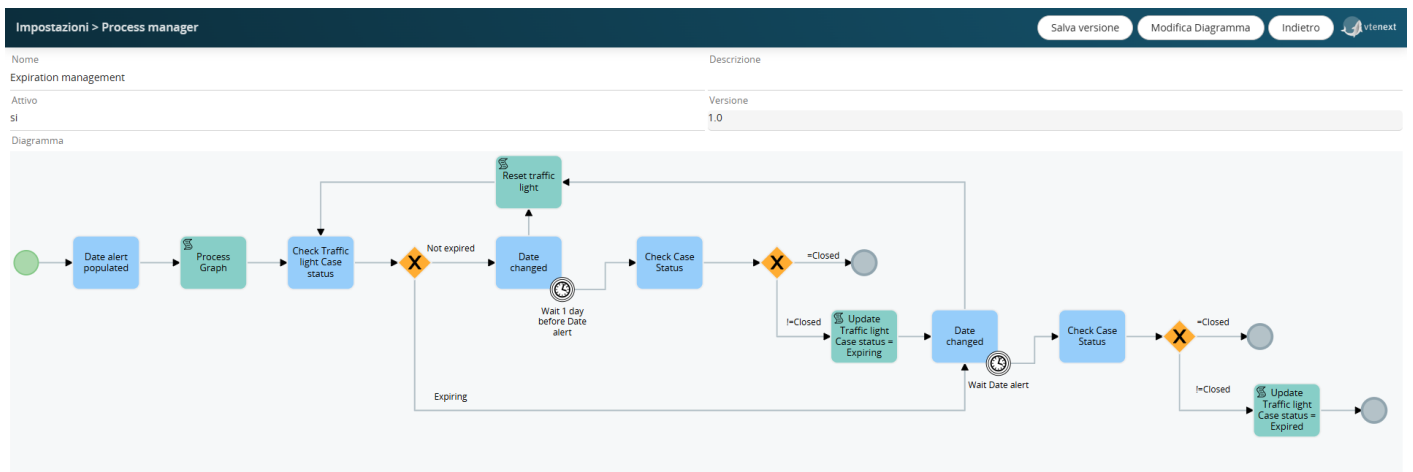 Impostazioni > Process manager
Salva versione
Modifica Diagramma
Indietro
vtenext
Nome
Expiration management
Descrizione
Attivo
si
Versione
1.0
Diagramma
Reset traffic
light
Date alert
populated
Process
Graph
Check Traffic
light Case
status
Not expired
Date
changed
Wait 1 day
before Date
alert
Check Case
Status
=Closed
!=Closed
Update
Traffic light
Case status =
Expiring
Date
changed
Wait Date alert
Check Case
Status
=Closed
!=Closed
Update
Traffic light
Case status =
Expired
Expiring